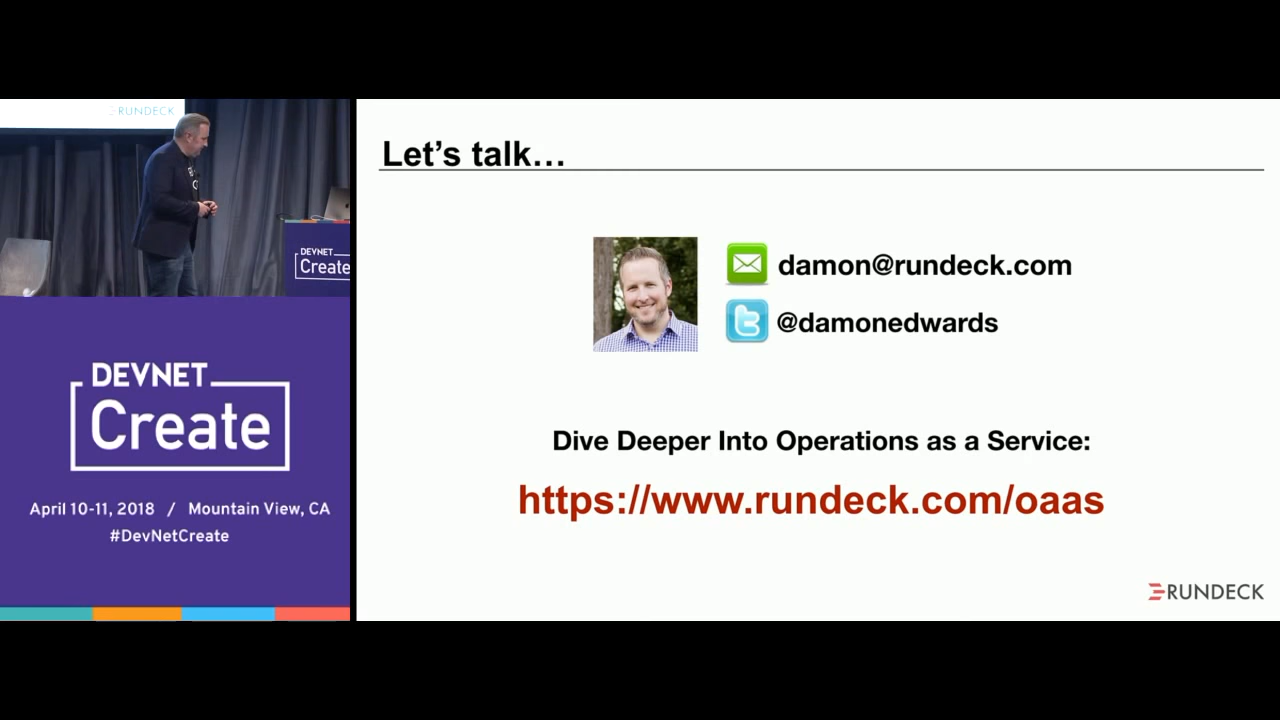 RUNDECK
DEVNET
Create
DEVNET
Create
April 10-11, 2018 / Mountain View, CA
#DevNetCreate
Let’s talk…
damon@rundeck.com
@damonedwards
Dive Deeper Into Operations as a Service:
https://www.rundeck.com/oaas
RUNDECK